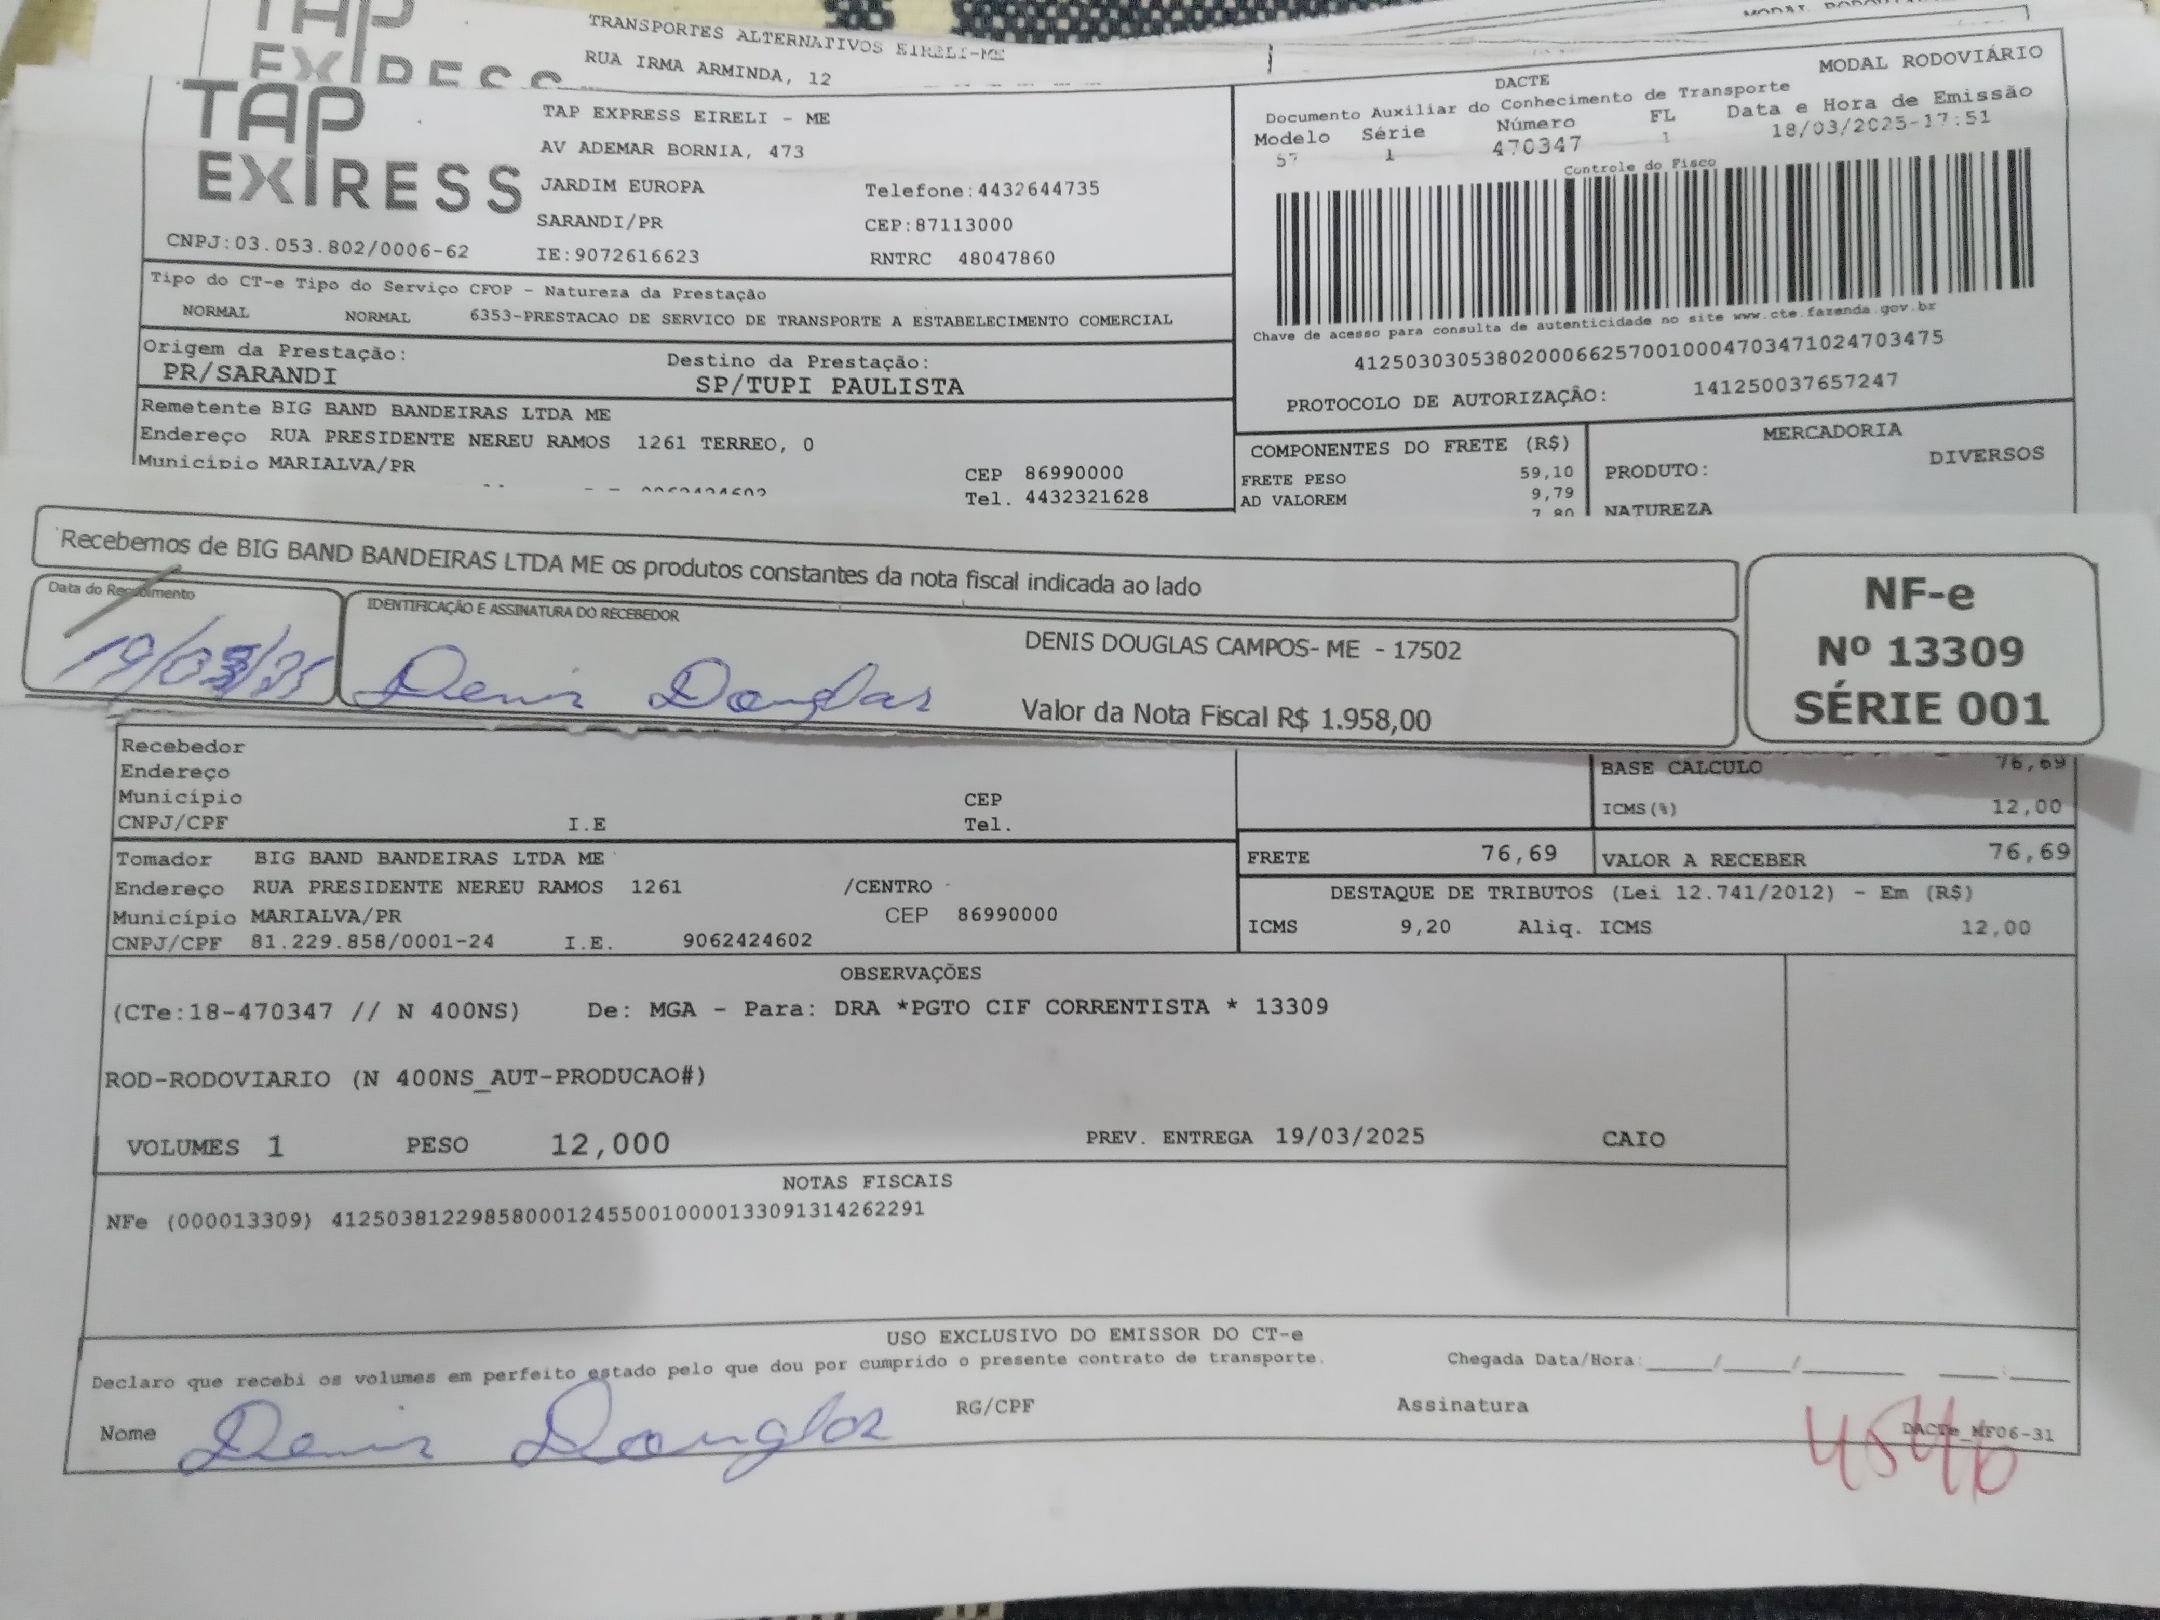 TAP
EXPRESS
TRANSPORTES ALTERNATIVOS EIRELI-ME
RUA IRMA ARMINDA, 12
TAP
EXPRESS
TAP EXPRESS EIRELI - ME
AV ADEMAR BORNIA, 473
JARDIM EUROPA Telefone:4432644735
SARANDI/PR CEP:87113000
CNPJ:03.053.802/0006-62 IE:9072616623 RNTRC 48047860
MODAL RODOVIÁRIO
DACTE
Documento Auxiliar do Conhecimento de Transporte
Modelo Série Número FL Data e Hora de Emissão
57 1 470347 1 18/03/2025-17:51
Controle do Fisco
Chave de acesso para consulta de autenticidade no site www.cte.fazenda.gov.br
41250303053802000662570010004703471024703475
PROTOCOLO DE AUTORIZAÇÃO: 141250037657247
Tipo do CT-e Tipo do Serviço CFOP - Natureza da Prestação
NORMAL NORMAL 6353-PRESTACAO DE SERVICO DE TRANSPORTE A ESTABELECIMENTO COMERCIAL
Origem da Prestação: Destino da Prestação:
PR/SARANDI SP/TUPI PAULISTA
Remetente BIG BAND BANDEIRAS LTDA ME
Endereço RUA PRESIDENTE NEREU RAMOS 1261 TERREO, 0
Município MARIALVA/PR CEP 86990000
Tel. 4432321628
COMPONENTES DO FRETE (R$)
FRETE PESO 59,10
AD VALOREM 9,79
7,80
MERCADORIA
PRODUTO: DIVERSOS
NATUREZA
Recebemos de BIG BAND BANDEIRAS LTDA ME os produtos constantes da nota fiscal indicada ao lado
Data do Recebimento
19/03/25
IDENTIFICAÇÃO E ASSINATURA DO RECEBEDOR
Denis Douglas
DENIS DOUGLAS CAMPOS- ME - 17502
Valor da Nota Fiscal R$ 1.958,00
NF-e
Nº 13309
SÉRIE 001
Recebedor
Endereço
Município CEP
CNPJ/CPF I.E Tel.
BASE CALCULO 76,69
ICMS(%) 12,00
Tomador BIG BAND BANDEIRAS LTDA ME
Endereço RUA PRESIDENTE NEREU RAMOS 1261 /CENTRO
Município MARIALVA/PR CEP 86990000
CNPJ/CPF 81.229.858/0001-24 I.E. 9062424602
FRETE 76,69 VALOR A RECEBER 76,69
DESTAQUE DE TRIBUTOS (Lei 12.741/2012) - Em (R$)
ICMS 9,20 Aliq. ICMS 12,00
OBSERVAÇÕES
(CTe:18-470347 // N 400NS) De: MGA - Para: DRA *PGTO CIF CORRENTISTA * 13309
ROD-RODOVIARIO (N 400NS_AUT-PRODUCAO#)
VOLUMES 1 PESO 12,000 PREV. ENTREGA 19/03/2025 CAIO
NOTAS FISCAIS
NFe (000013309) 41250381229858000124550010000133091314262291
USO EXCLUSIVO DO EMISSOR DO CT-e
Declaro que recebi os volumes em perfeito estado pelo que dou por cumprido o presente contrato de transporte. Chegada Data/Hora:____/____/____ ____:____
Nome Denis Douglas RG/CPF Assinatura
DACTe_MF06-31